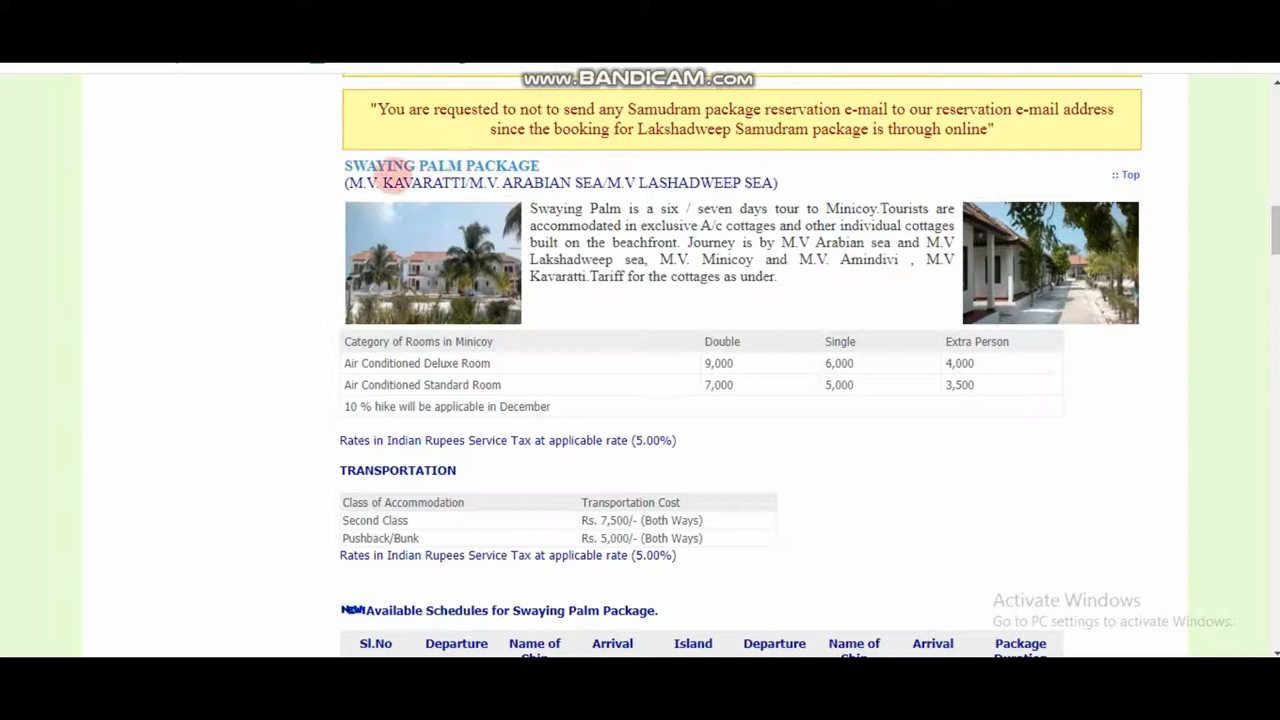 www.BANDICAM.com
"You are requested to not to send any Samudram package reservation e-mail to our reservation e-mail address
since the booking for Lakshadweep Samudram package is through online"
SWAYING PALM PACKAGE
(M.V. KAVARATTI/M.V. ARABIAN SEA/M.V LASHADWEEP SEA)
:: Top
Swaying Palm is a six / seven days tour to Minicoy.Tourists are
accommodated in exclusive A/c cottages and other individual cottages
built on the beachfront. Journey is by M.V Arabian sea and M.V
Lakshadweep sea, M.V. Minicoy and M.V. Amindivi , M.V
Kavaratti.Tariff for the cottages as under.
Category of Rooms in Minicoy Double Single Extra Person
Air Conditioned Deluxe Room 9,000 6,000 4,000
Air Conditioned Standard Room 7,000 5,000 3,500
10 % hike will be applicable in December
Rates in Indian Rupees Service Tax at applicable rate (5.00%)
TRANSPORTATION
Class of Accommodation Transportation Cost
Second Class Rs. 7,500/- (Both Ways)
Pushback/Bunk Rs. 5,000/- (Both Ways)
Rates in Indian Rupees Service Tax at applicable rate (5.00%)
NEW! Available Schedules for Swaying Palm Package.
Activate Windows
Go to PC settings to activate Windows.
Sl.No Departure Name of Arrival Island Departure Name of Arrival Package